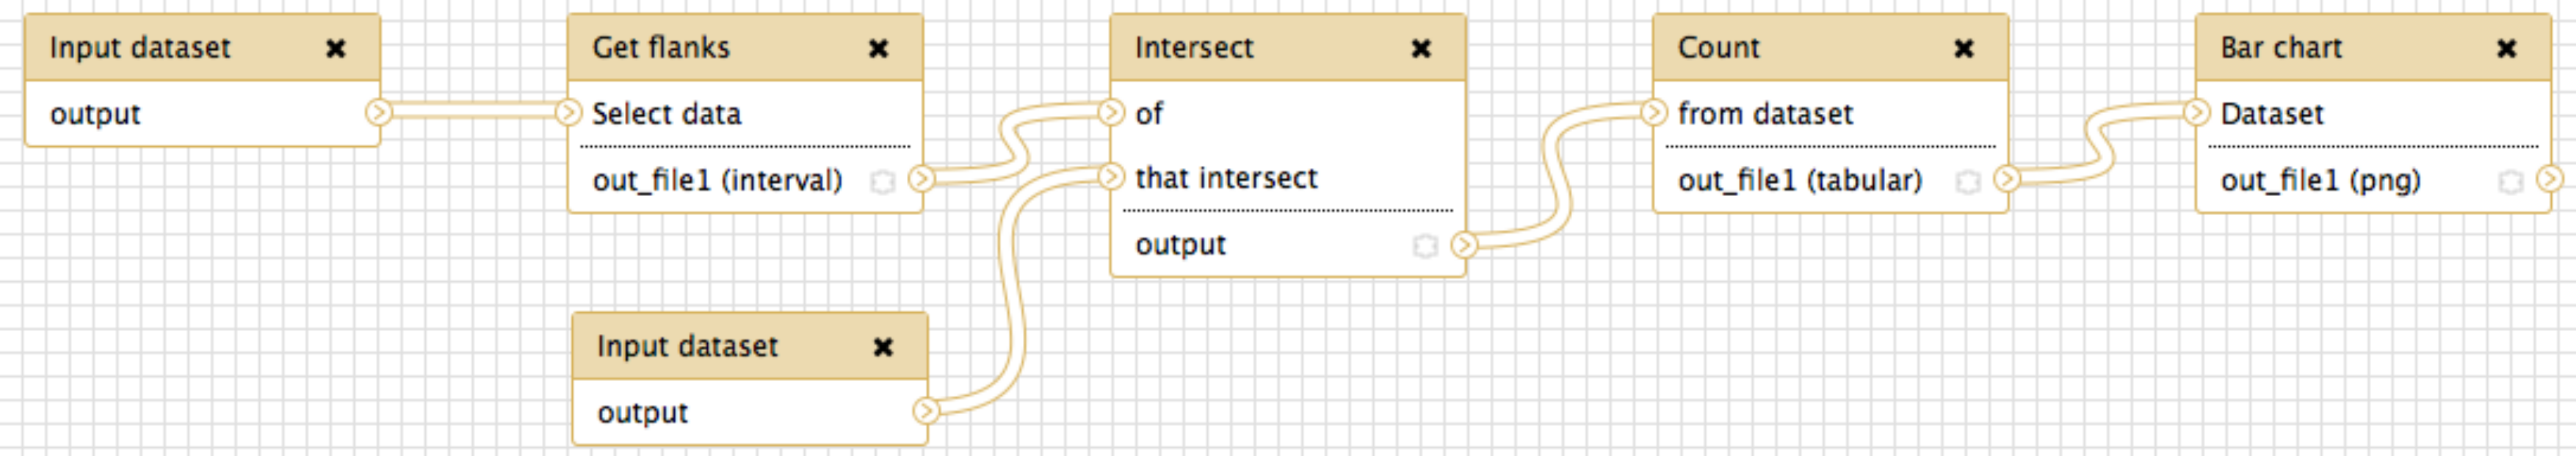 Input dataset
output
Get flanks
Select data
out_file1 (interval)
Input dataset
output
Intersect
of
that intersect
output
Count
from dataset
out_file1 (tabular)
Bar chart
Dataset
out_file1 (png)